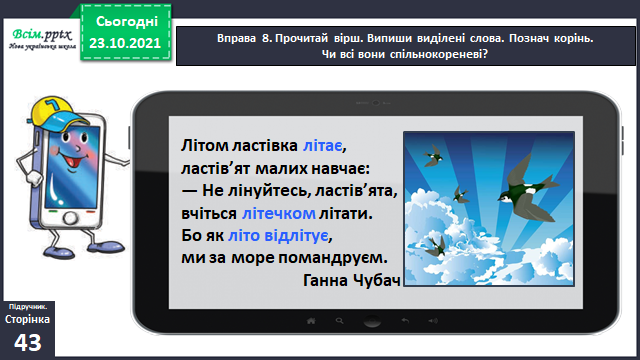 Всім.pptx
Нова українська школа
Сьогодні
23.10.2021
Вправа 8. Прочитай вірш. Випиши виділені слова. Познач корінь.
Чи всі вони спільнокореневі?
7
Літом ластівка літає,
ластів’ят малих навчає:
— Не лінуйтесь, ластів’ята,
вчіться літечком літати.
Бо як літо відлітує,
ми за море помандруєм.
Ганна Чубач
Підручник.
Сторінка
43